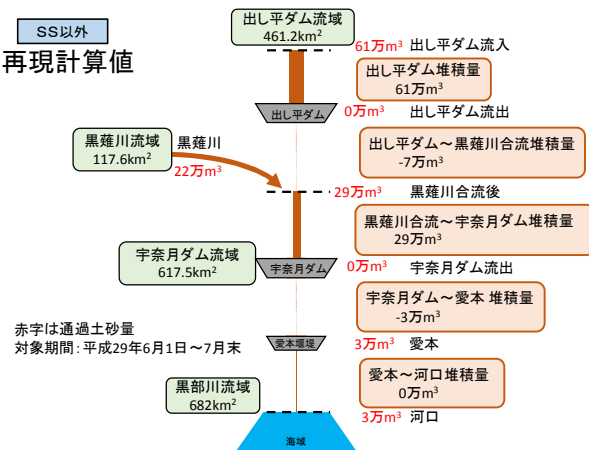 SS以外
再現計算値
出し平ダム流域
461.2km²
61万m³ 出し平ダム流入
出し平ダム堆積量
61万m³
出し平ダム
0万m³ 出し平ダム流出
黒薙川流域
117.6km²
黒薙川
22万m³
出し平ダム～黒薙川合流堆積量
-7万m³
29万m³ 黒薙川合流後
黒薙川合流～宇奈月ダム堆積量
29万m³
宇奈月ダム流域
617.5km²
宇奈月ダム
0万m³ 宇奈月ダム流出
宇奈月ダム～愛本 堆積量
-3万m³
赤字は通過土砂量
対象期間：平成29年6月1日～7月末
愛本堰堤
3万m³ 愛本
愛本～河口堆積量
0万m³
黒部川流域
682km²
3万m³ 河口
海域